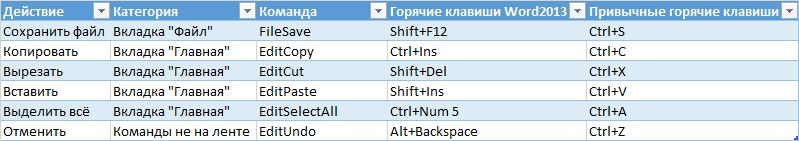 Действие Категория Команда Горячие клавиши Word2013 Привычные горячие клавиши
Сохранить файл Вкладка "Файл" FileSave Shift+F12 Ctrl+S
Копировать Вкладка "Главная" EditCopy Ctrl+Ins Ctrl+C
Вырезать Вкладка "Главная" EditCut Shift+Del Ctrl+X
Вставить Вкладка "Главная" EditPaste Shift+Ins Ctrl+V
Выделить всё Вкладка "Главная" EditSelectAll Ctrl+Num 5 Ctrl+A
Отменить Команды не на ленте EditUndo Alt+Backspace Ctrl+Z